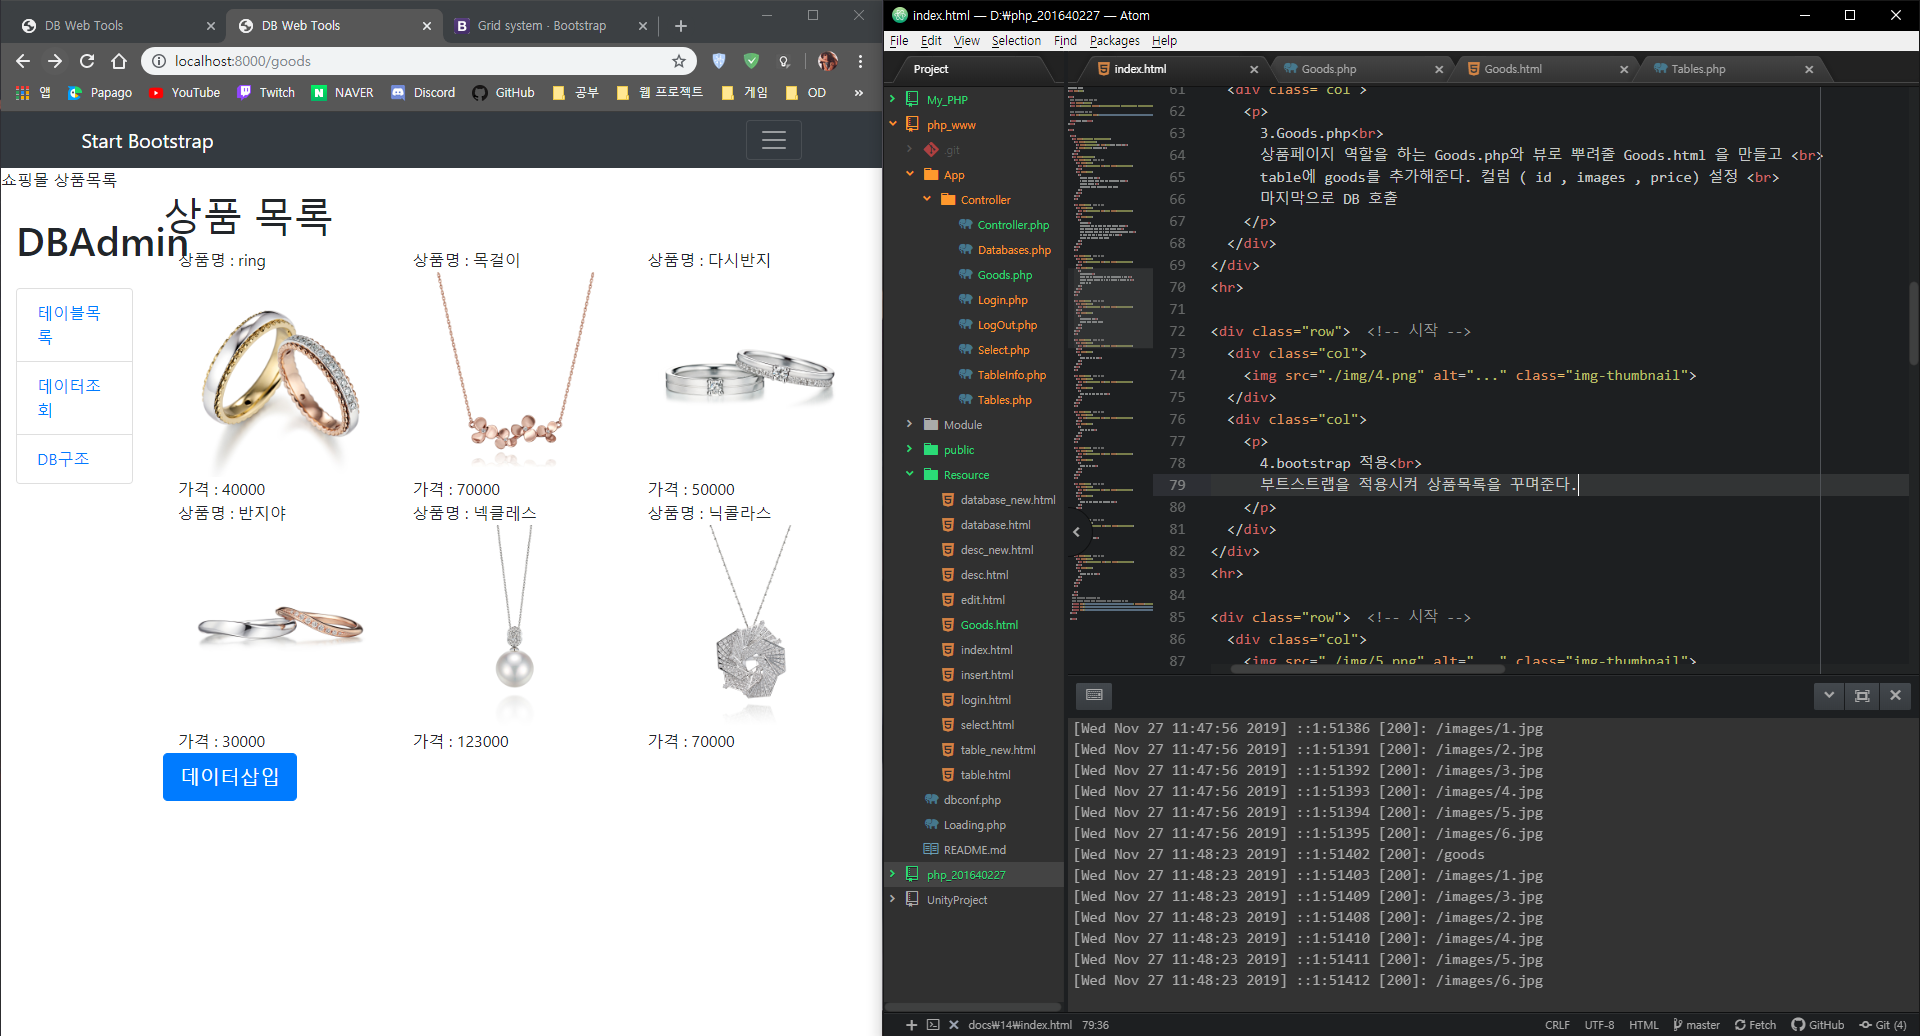 DB Web Tools
DB Web Tools
Grid system · Bootstrap
localhost:8000/goods
앱 Papago YouTube Twitch NAVER Discord GitHub 공부 웹 프로젝트 게임 OD »
Start Bootstrap
쇼핑몰 상품목록
DBAdmin
테이블목
록
데이터조
회
DB구조
상품 목록
상품명 : ring 상품명 : 목걸이 상품명 : 다시반지
가격 : 40000 가격 : 70000 가격 : 50000
상품명 : 반지야 상품명 : 넥클레스 상품명 : 닉콜라스
가격 : 30000 가격 : 123000 가격 : 70000
데이터삽입
index.html — D:₩php_201640227 — Atom
File Edit View Selection Find Packages Help
Project
My_PHP
php_www
.git
App
Controller
Controller.php
Databases.php
Goods.php
Login.php
LogOut.php
Select.php
TableInfo.php
Tables.php
Module
public
Resource
database_new.html
database.html
desc_new.html
desc.html
edit.html
Goods.html
index.html
insert.html
login.html
select.html
table_new.html
table.html
dbconf.php
Loading.php
README.md
php_201640227
UnityProject
index.html Goods.php Goods.html Tables.php
61 <div class="col">
62 <p>
63 3.Goods.php<br>
64 상품페이지 역할을 하는 Goods.php와 뷰로 뿌려줄 Goods.html 을 만들고 <br>
65 table에 goods를 추가해준다. 컬럼 ( id , images , price) 설정 <br>
66 마지막으로 DB 호출
67 </p>
68 </div>
69 </div>
70 <hr>
71
72 <div class="row"> <!-- 시작 -->
73 <div class="col">
74 <img src="./img/4.png" alt="..." class="img-thumbnail">
75 </div>
76 <div class="col">
77 <p>
78 4.bootstrap 적용<br>
79 부트스트랩을 적용시켜 상품목록을 꾸며준다.
80 </p>
81 </div>
82 </div>
83 <hr>
84
85 <div class="row"> <!-- 시작 -->
86 <div class="col">
87 <img src="./img/5.png" alt="..." class="img-thumbnail">
[Wed Nov 27 11:47:56 2019] ::1:51386 [200]: /images/1.jpg
[Wed Nov 27 11:47:56 2019] ::1:51391 [200]: /images/2.jpg
[Wed Nov 27 11:47:56 2019] ::1:51392 [200]: /images/3.jpg
[Wed Nov 27 11:47:56 2019] ::1:51393 [200]: /images/4.jpg
[Wed Nov 27 11:47:56 2019] ::1:51394 [200]: /images/5.jpg
[Wed Nov 27 11:47:56 2019] ::1:51395 [200]: /images/6.jpg
[Wed Nov 27 11:48:23 2019] ::1:51402 [200]: /goods
[Wed Nov 27 11:48:23 2019] ::1:51403 [200]: /images/1.jpg
[Wed Nov 27 11:48:23 2019] ::1:51409 [200]: /images/3.jpg
[Wed Nov 27 11:48:23 2019] ::1:51408 [200]: /images/2.jpg
[Wed Nov 27 11:48:23 2019] ::1:51410 [200]: /images/4.jpg
[Wed Nov 27 11:48:23 2019] ::1:51411 [200]: /images/5.jpg
[Wed Nov 27 11:48:23 2019] ::1:51412 [200]: /images/6.jpg
docs₩14₩index.html 79:36 CRLF UTF-8 HTML master Fetch GitHub Git (4)